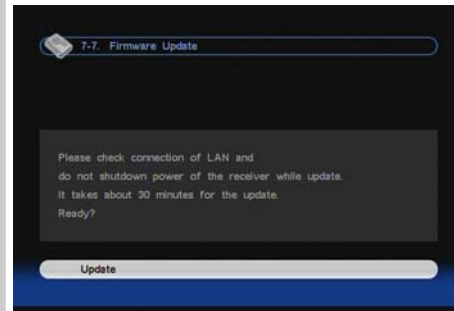 7-7. Firmware Update
Please check connection of LAN and
do not shutdown power of the receiver while update.
It takes about 30 minutes for the update.
Ready?
Update